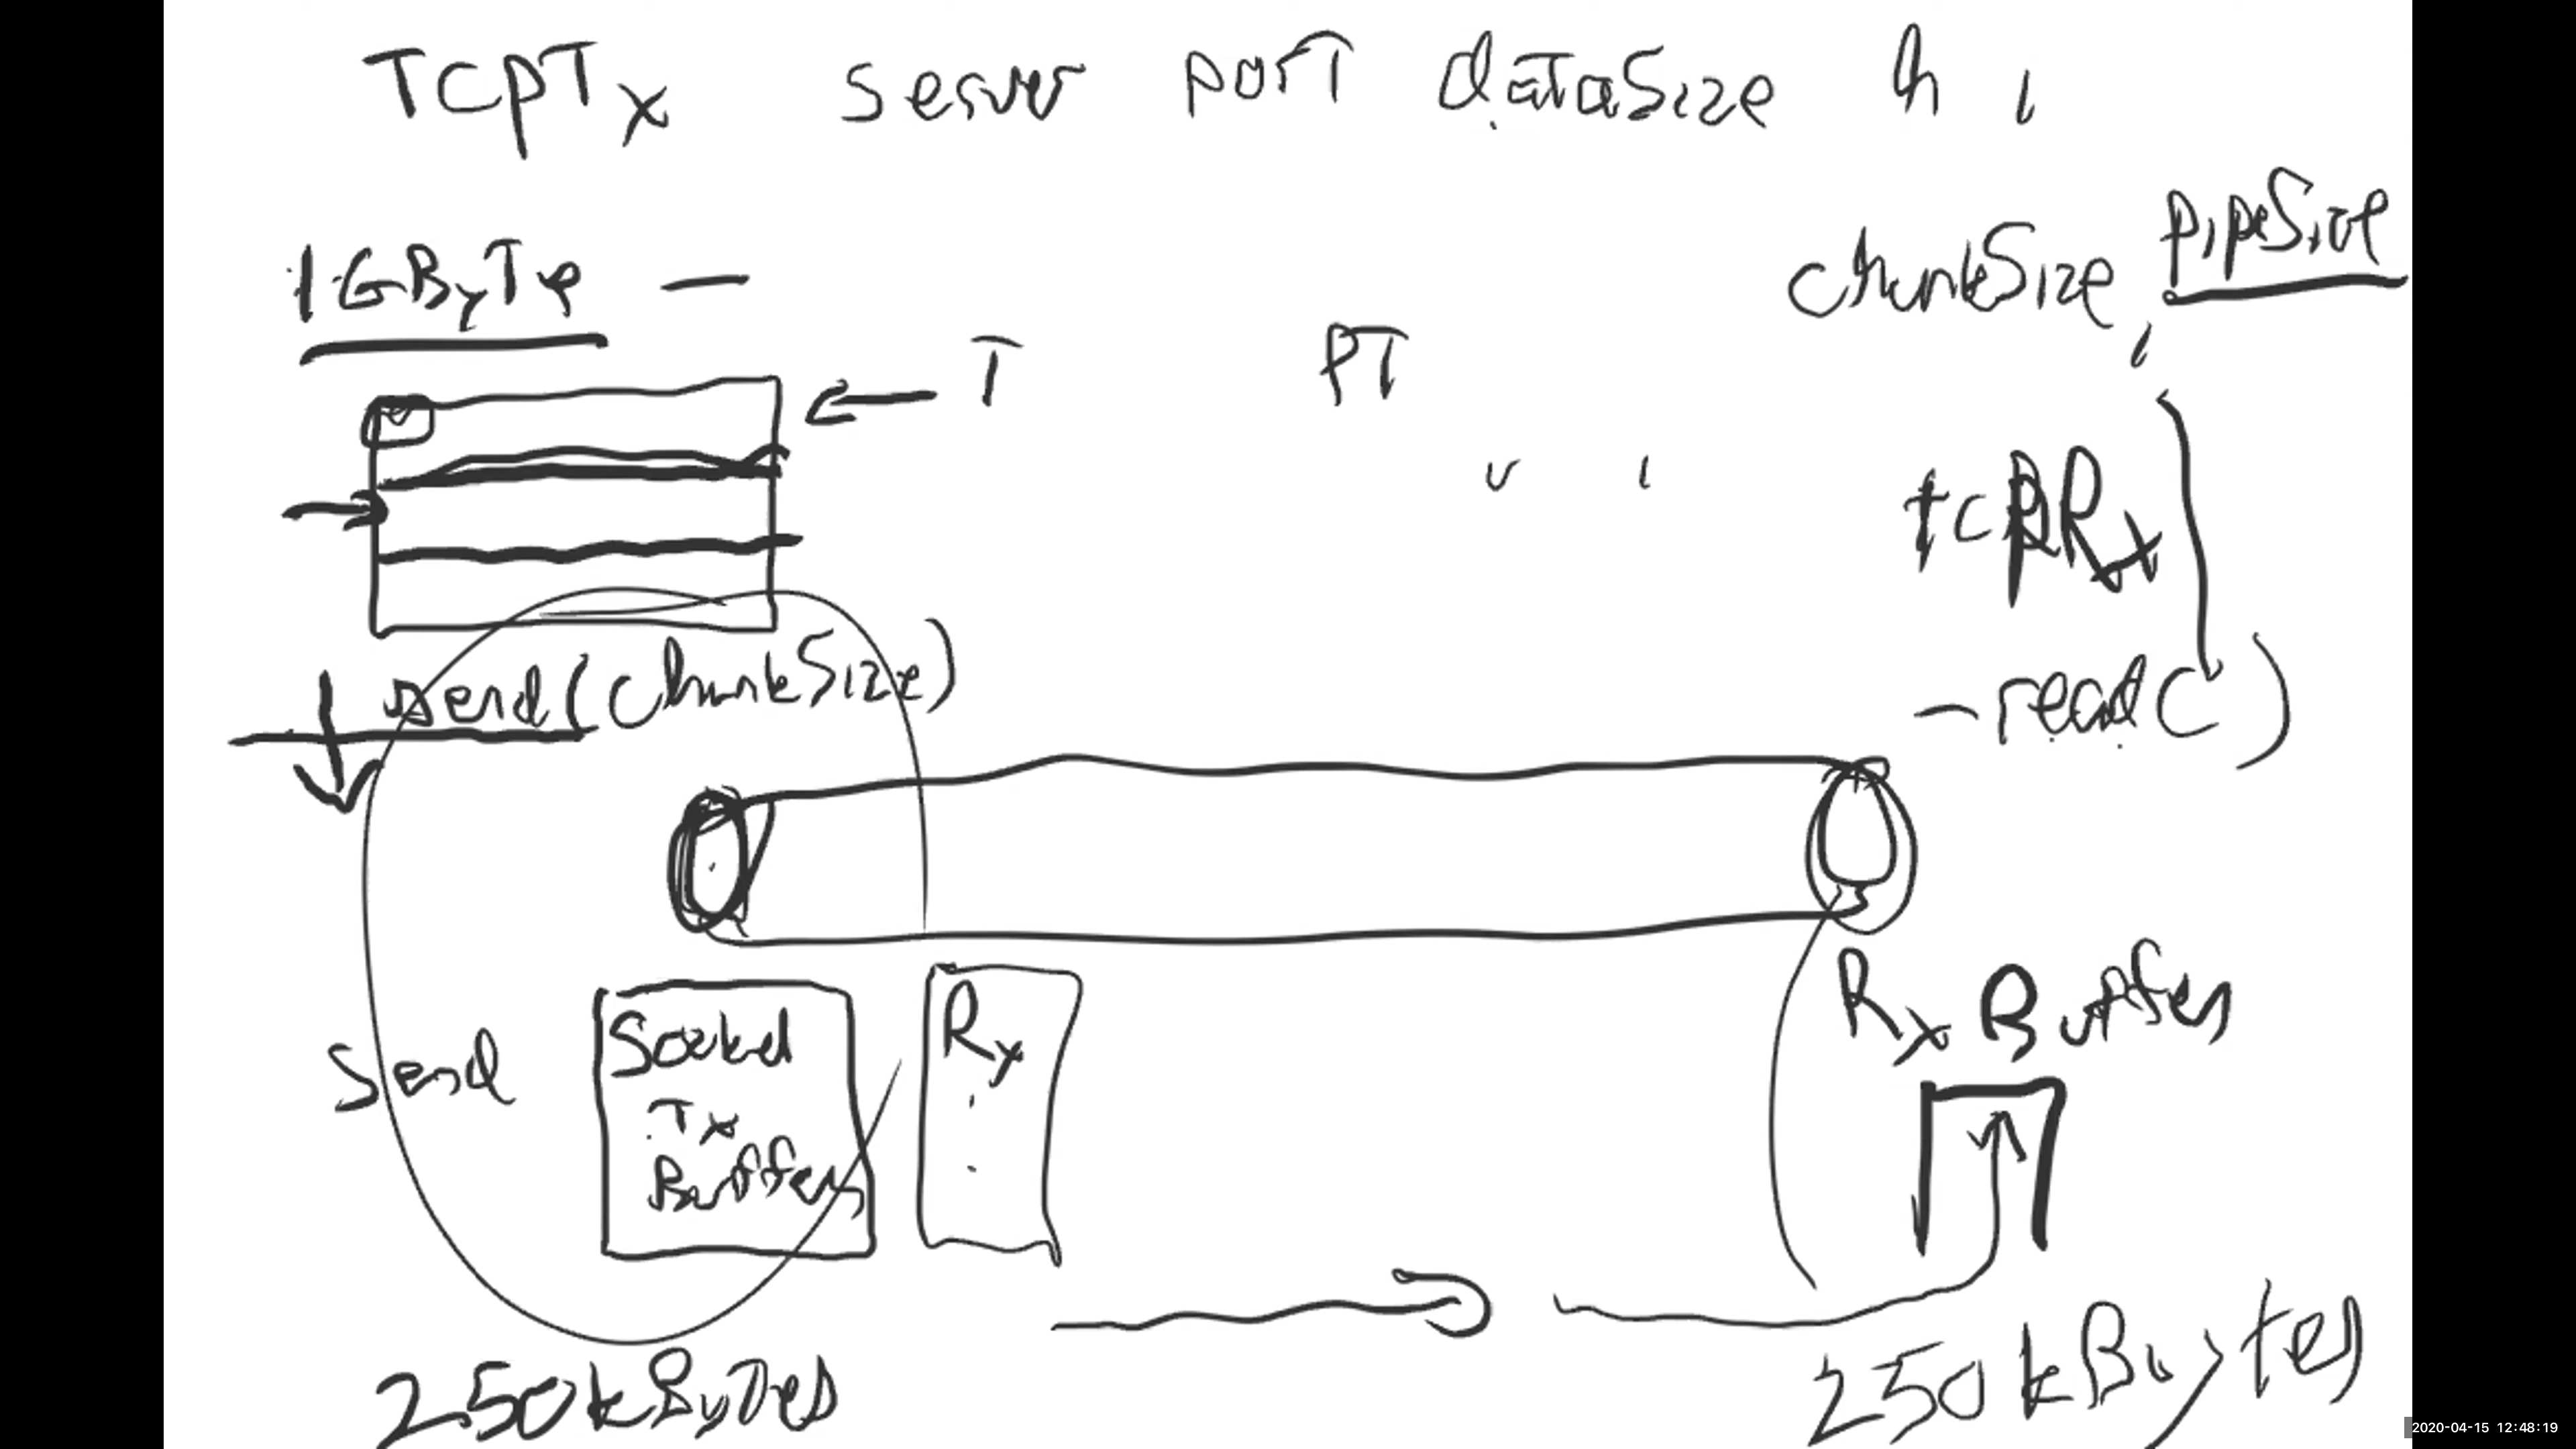 TCPTx server port dataSize
chunkSize, pipeSize
1GByte —
T PT
tcpRx
send(chunkSize)
- read( )
Rx Buffer
Send
Socket
Tx
Buffer
Rx
250kBytes
250kBytes
2020-04-15 12:48:19